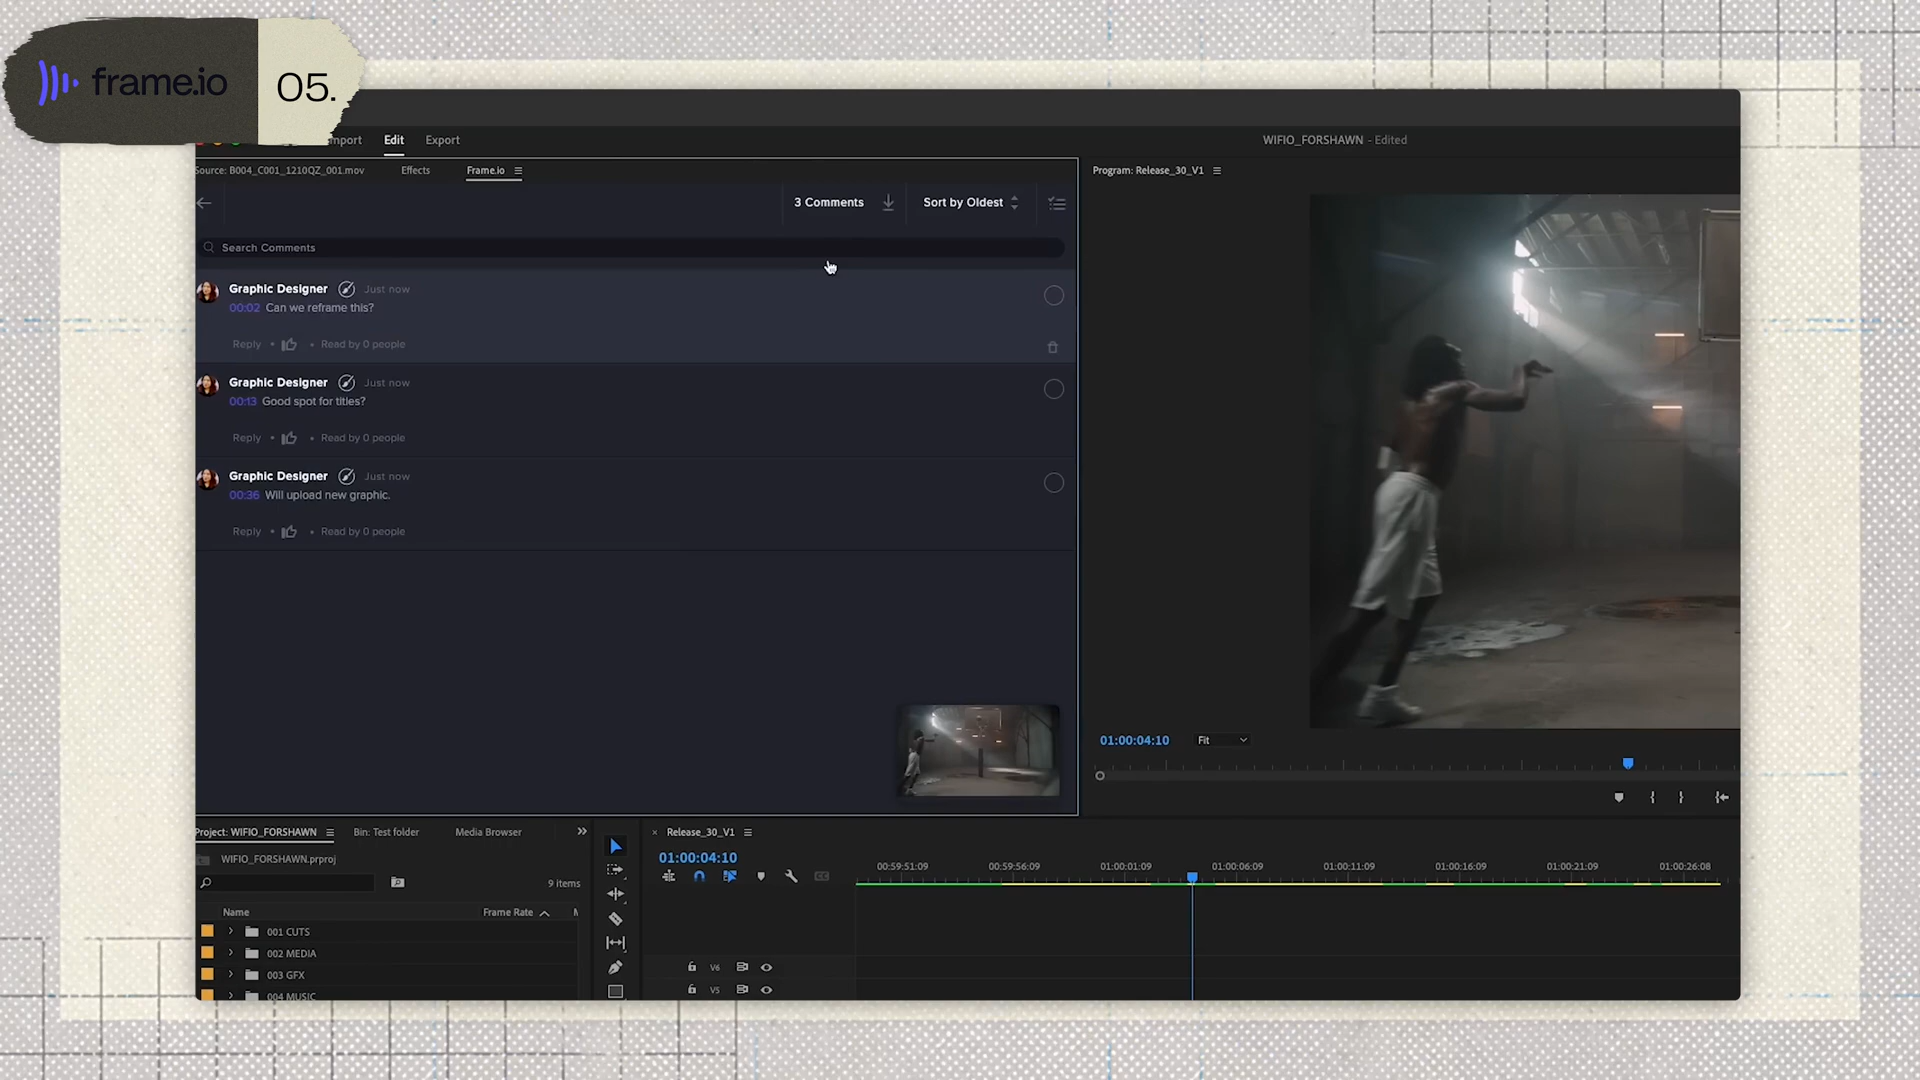 frame.io
05.
mport
Edit
Export
WIFIO_FORSHAWN - Edited
Source: B004_C001_1210QZ_001.mov
Effects
Frame.io
Program: Release_30_V1
3 Comments
Sort by Oldest
Search Comments
Graphic Designer
Just now
00:02 Can we reframe this?
Reply • • Read by 0 people
Graphic Designer
Just now
00:13 Good spot for titles?
Reply • • Read by 0 people
Graphic Designer
Just now
00:36 Will upload new graphic.
Reply • • Read by 0 people
01:00:04:10
Fit
Project: WIFIO_FORSHAWN
Bin: Test folder
Media Browser
Release_30_V1
WIFIO_FORSHAWN.prproj
01:00:04:10
00:59:51:09
00:59:56:09
01:00:01:09
01:00:06:09
01:00:11:09
01:00:16:09
01:00:21:09
01:00:26:08
9 items
Name
Frame Rate
001 CUTS
002 MEDIA
003 GFX
004 MUSIC
V6
V5